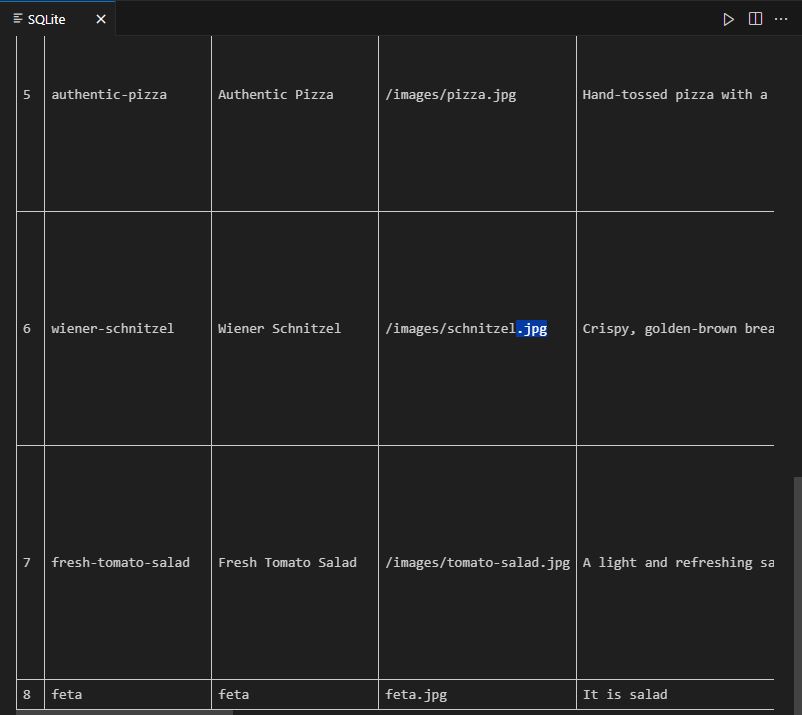 SQLite
5 authentic-pizza Authentic Pizza /images/pizza.jpg Hand-tossed pizza with a
6 wiener-schnitzel Wiener Schnitzel /images/schnitzel.jpg Crispy, golden-brown brea
7 fresh-tomato-salad Fresh Tomato Salad /images/tomato-salad.jpg A light and refreshing sa
8 feta feta feta.jpg It is salad